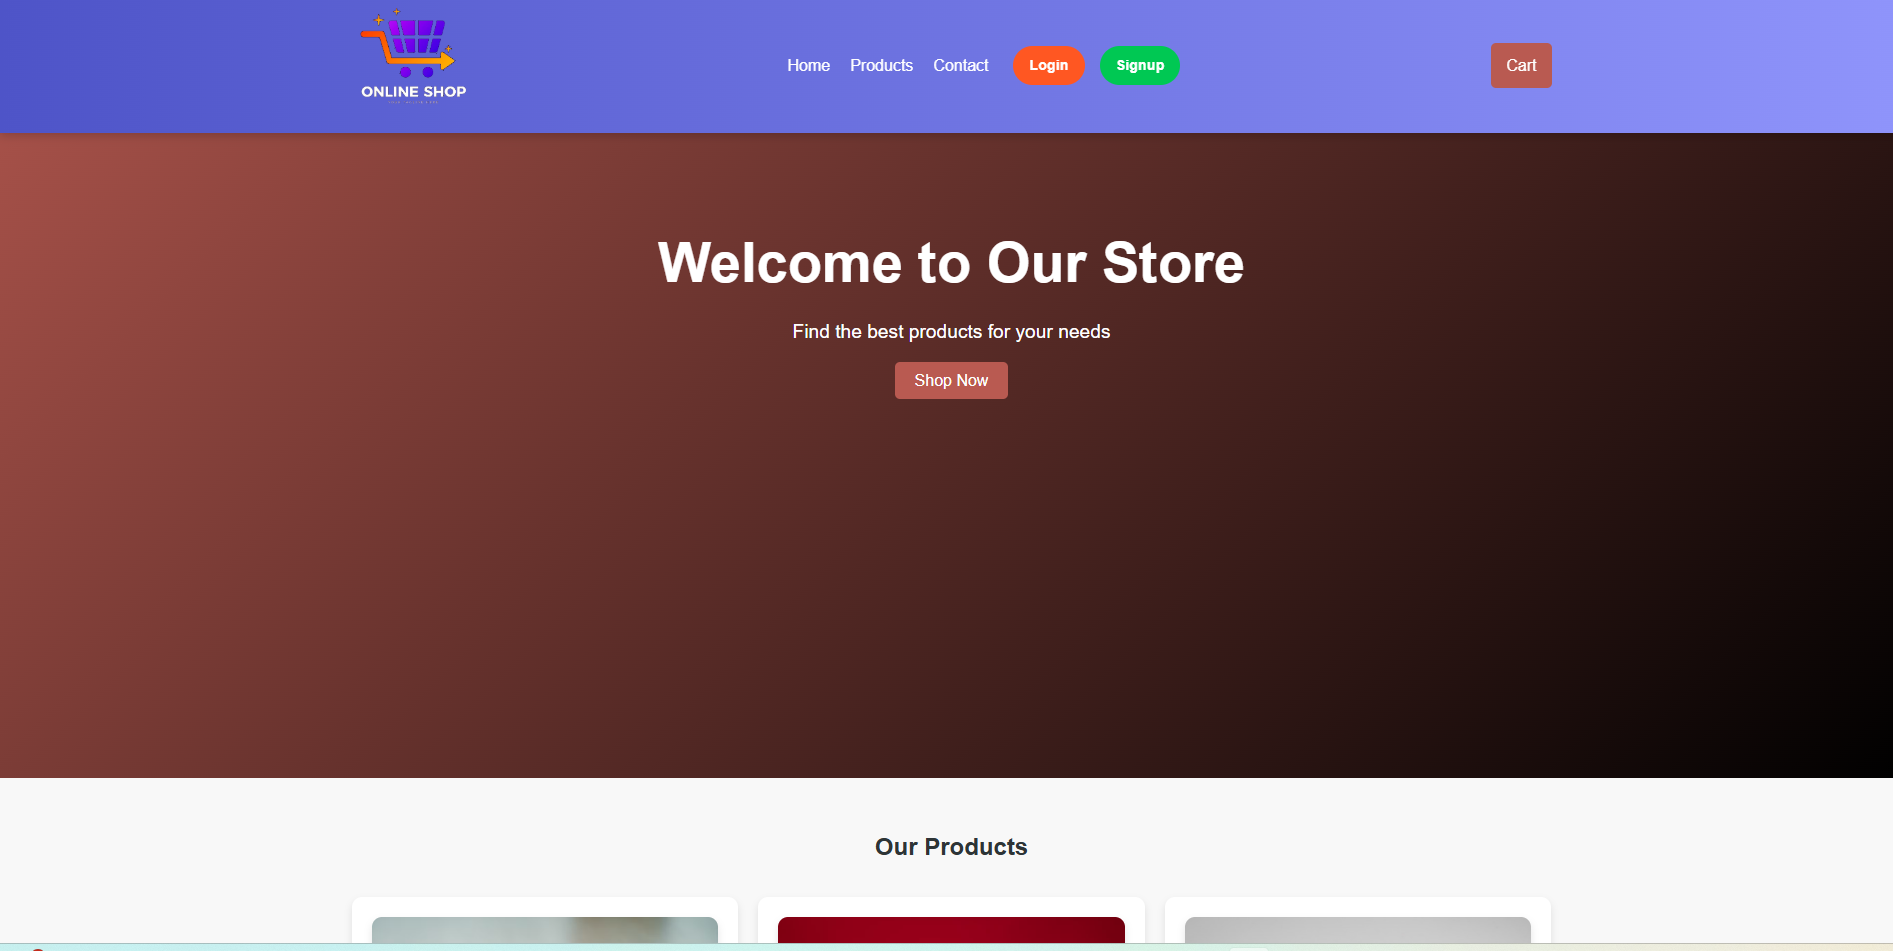 ONLINE SHOP
Home Products Contact Login Signup Cart
Welcome to Our Store
Find the best products for your needs
Shop Now
Our Products